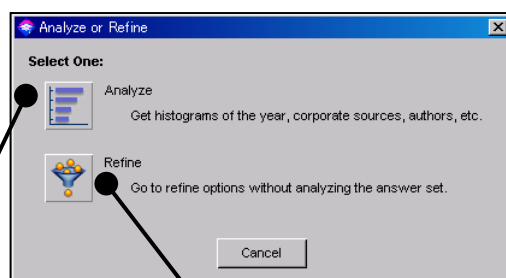 Analyze or Refine
Select One:
Analyze
Get histograms of the year, corporate sources, authors, etc.
Refine
Go to refine options without analyzing the answer set.
Cancel